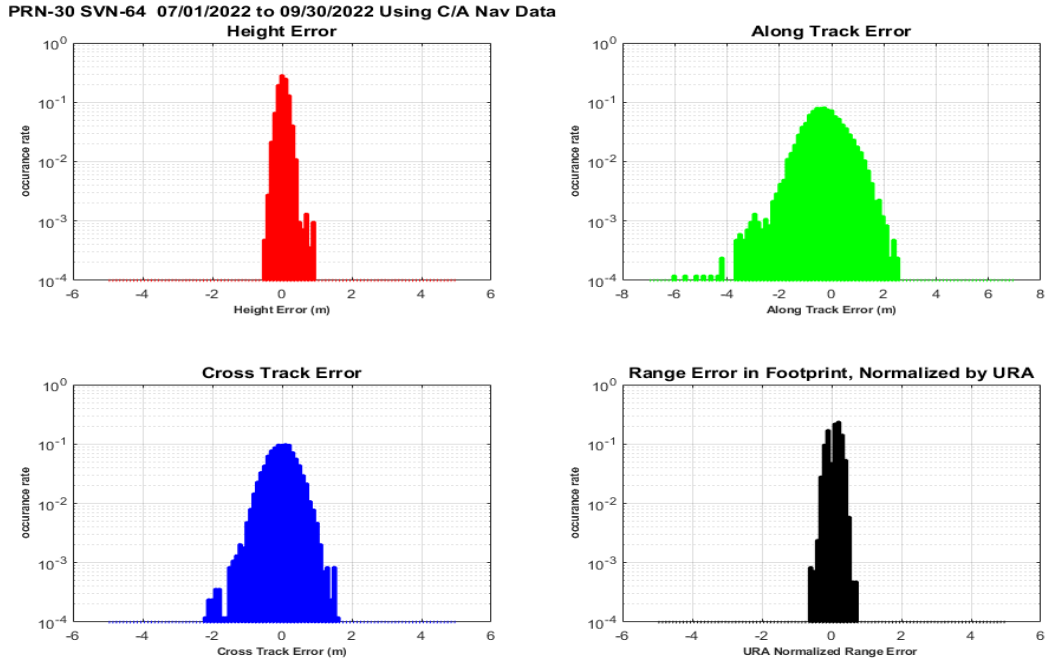 PRN-30 SVN-64 07/01/2022 to 09/30/2022 Using C/A Nav Data
Height Error
10^0
10^-1
10^-2
10^-3
10^-4
occurance rate
-6 -4 -2 0 2 4 6
Height Error (m)
Along Track Error
10^0
10^-1
10^-2
10^-3
10^-4
occurance rate
-8 -6 -4 -2 0 2 4 6 8
Along Track Error (m)
Cross Track Error
10^0
10^-1
10^-2
10^-3
10^-4
occurance rate
-6 -4 -2 0 2 4 6
Cross Track Error (m)
Range Error in Footprint, Normalized by URA
10^0
10^-1
10^-2
10^-3
10^-4
occurance rate
-6 -4 -2 0 2 4 6
URA Normalized Range Error